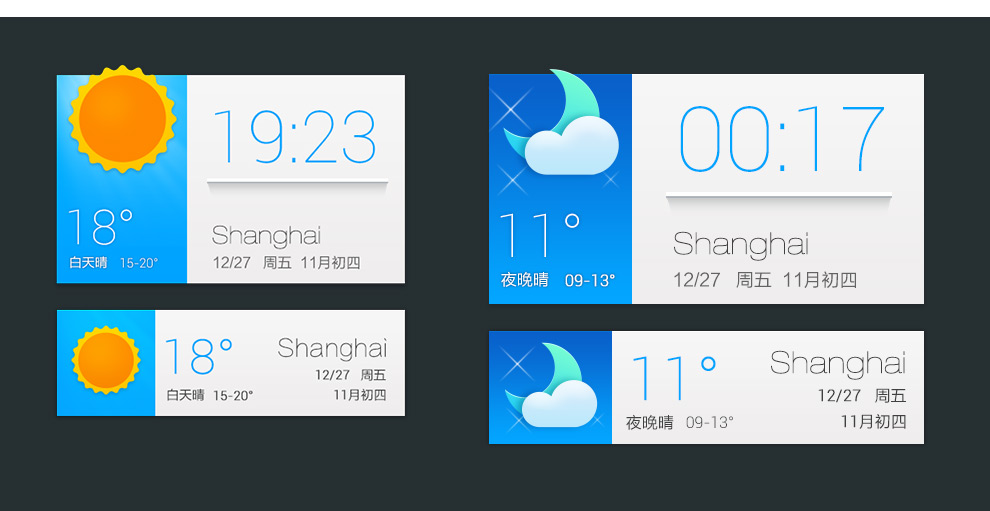 19:23
18°
白天晴 15-20°
Shanghai
12/27 周五 11月初四
00:17
11°
夜晚晴 09-13°
Shanghai
12/27 周五 11月初四
18°
白天晴 15-20°
Shanghai
12/27 周五
11月初四
11°
夜晚晴 09-13°
Shanghai
12/27 周五
11月初四